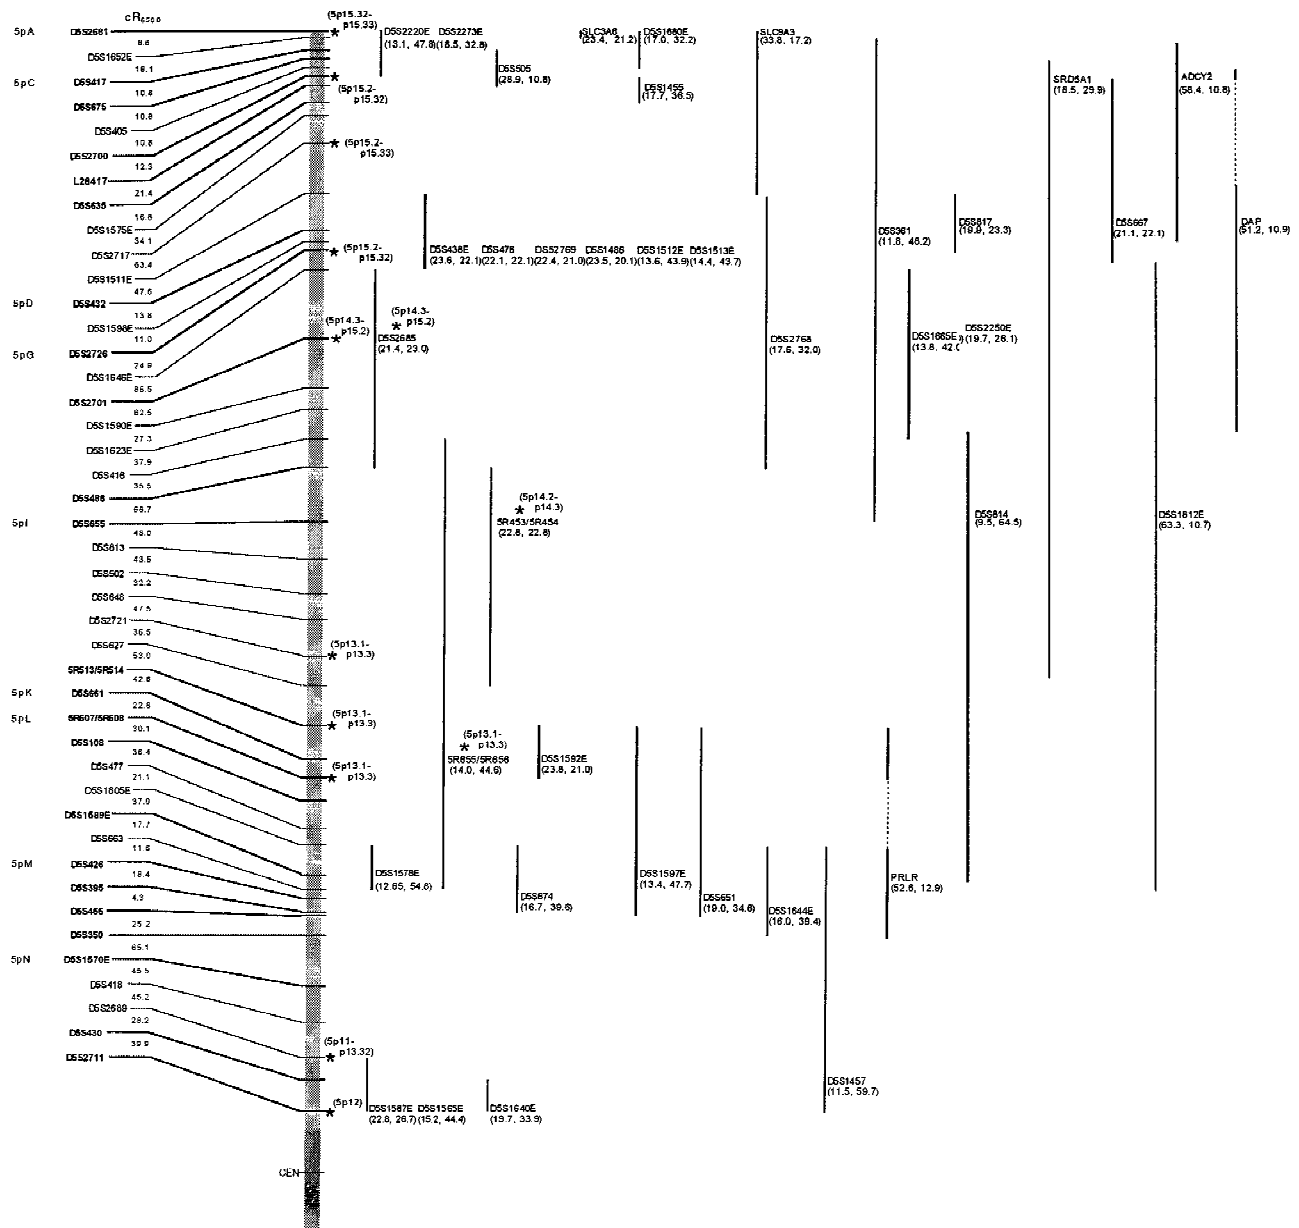 5pA
D5S2681
8.6
D5S1652E
16.1
5pC
D5S417
10.8
D5S675
10.8
D5S405
19.8
D5S2700
12.3
L26417
21.4
D5S635
16.8
D5S1575E
34.1
D5S2717
63.4
D5S1511E
47.6
5pD
D5S432
13.8
D5S1598E
11.0
5pG
D5S2726
74.9
D5S1646E
85.5
D5S2701
62.5
D5S1590E
27.3
D5S1623E
37.9
D5S416
35.5
D5S486
68.7
5pI
D5S655
48.0
D5S813
43.5
D5S502
32.2
D5S648
47.5
D5S2721
36.5
D5S627
53.0
5R513/5R514
42.8
5pK
D5S661
22.8
5pL
5R607/5R608
30.1
D5S108
36.4
D5S477
21.1
D5S1605E
37.9
D5S1689E
17.7
D5S663
11.6
5pM
D5S426
18.4
D5S395
4.3
D5S455
25.2
D5S350
65.1
5pN
D5S1570E
45.5
D5S418
45.2
D5S2689
28.2
D5S430
39.9
D5S2711
CEN
(5p15.32-
p15.33)
(5p15.2-
p15.32)
(5p15.2-
p15.33)
(5p15.2-
p15.32)
(5p14.3-
p15.2)
(5p13.1-
p13.3)
(5p13.1-
p13.3)
(5p13.1-
p13.3)
(5p11-
p13.32)
(5p12)
D5S2220E D5S2273E
(13.1, 47.8) (18.5, 32.8)
D5S505
(28.9, 10.8)
SLC3A6
(23.4, 21.2)
D5S1680E
(17.0, 32.2)
D5S1455
(17.7, 36.5)
SLC9A3
(33.8, 17.2)
SRD5A1
(18.5, 29.9)
ADCY2
(58.4, 10.8)
D5S438E D5S476 D5S2769 D5S1486 D5S1512E D5S1513E
(23.6, 22.1) (22.1, 22.1) (22.4, 21.0) (23.5, 20.1) (13.6, 43.9) (14.4, 43.7)
D5S381
(11.8, 46.2)
D5S817
(19.9, 23.3)
D5S667
(21.1, 22.1)
DAP
(51.2, 10.9)
(5p14.3-
p15.2)
D5S2685
(21.4, 23.0)
D5S2768
(17.6, 32.0)
D5S1665E
(13.8, 42.0
D5S2250E
(19.7, 26.1)
(5p14.2-
p14.3)
5R453/5R454
(22.8, 22.8)
D5S814
(9.5, 64.5)
D5S1812E
(63.3, 10.7)
(5p13.1-
p13.3)
5R655/5R656
(14.0, 44.6)
D5S1592E
(23.8, 21.0)
D5S1578E
(12.65, 54.6)
D5S674
(16.7, 39.6)
D5S1597E
(13.4, 47.7)
D5S651
(19.0, 34.6)
D5S1644E
(16.0, 39.4)
PRLR
(52.6, 12.9)
D5S1457
(11.5, 59.7)
D5S1587E D5S1565E
(22.8, 26.7) (15.2, 44.4)
D5S1640E
(19.7, 33.9)